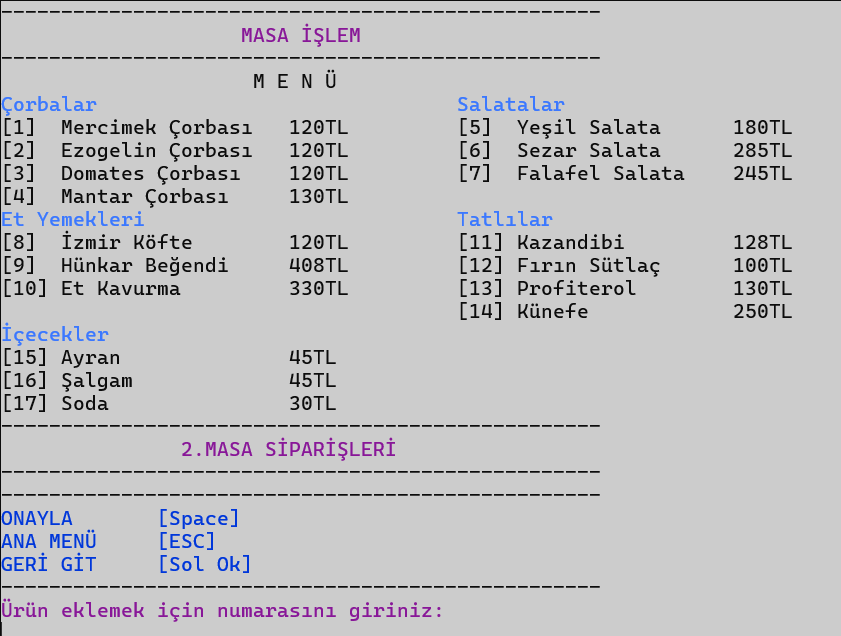 ------------------------------------------------
MASA İŞLEM
------------------------------------------------
M E N Ü
Çorbalar Salatalar
[1] Mercimek Çorbası 120TL [5] Yeşil Salata 180TL
[2] Ezogelin Çorbası 120TL [6] Sezar Salata 285TL
[3] Domates Çorbası 120TL [7] Falafel Salata 245TL
[4] Mantar Çorbası 130TL
Et Yemekleri Tatlılar
[8] İzmir Köfte 120TL [11] Kazandibi 128TL
[9] Hünkar Beğendi 408TL [12] Fırın Sütlaç 100TL
[10] Et Kavurma 330TL [13] Profiterol 130TL
[14] Künefe 250TL
İçecekler
[15] Ayran 45TL
[16] Şalgam 45TL
[17] Soda 30TL
--------------------------------------------------
2.MASA SİPARİŞLERİ
--------------------------------------------------
--------------------------------------------------
ONAYLA [Space]
ANA MENÜ [ESC]
GERİ GİT [Sol Ok]
--------------------------------------------------
Ürün eklemek için numarasını giriniz: